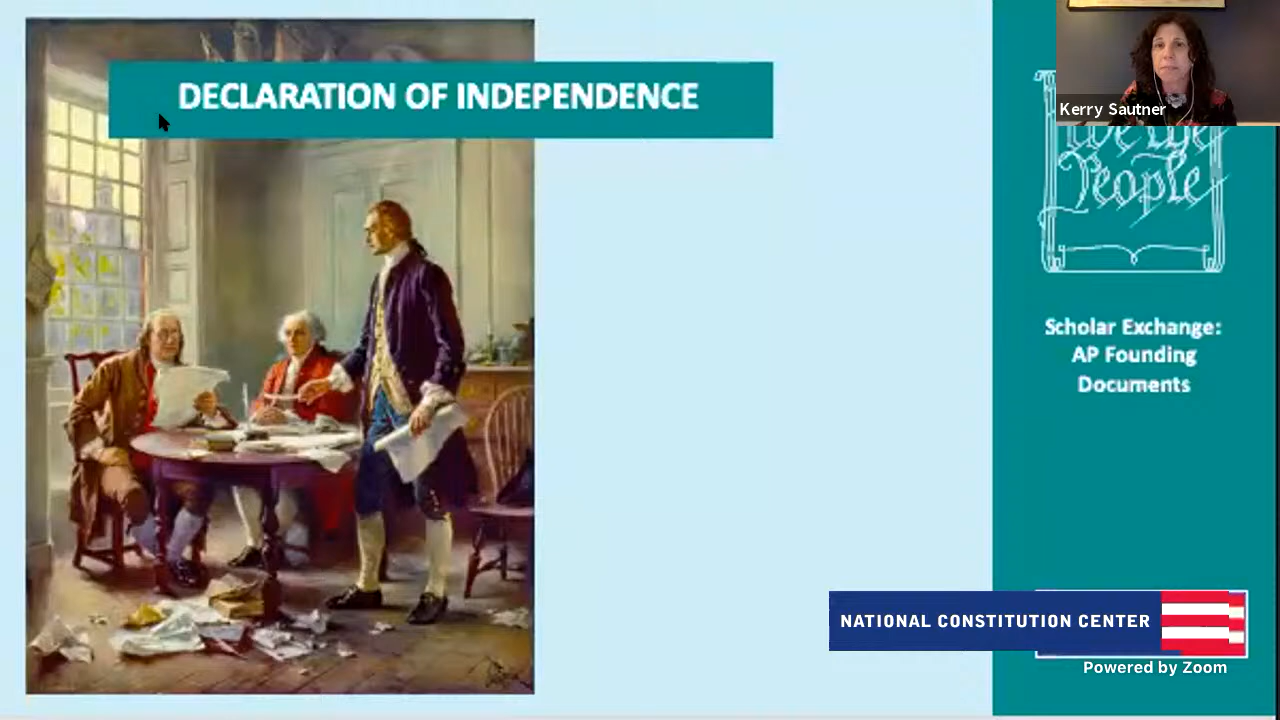 DECLARATION OF INDEPENDENCE
Kerry Sautner
We the
People
Scholar Exchange:
AP Founding
Documents
NATIONAL CONSTITUTION CENTER
Powered by Zoom